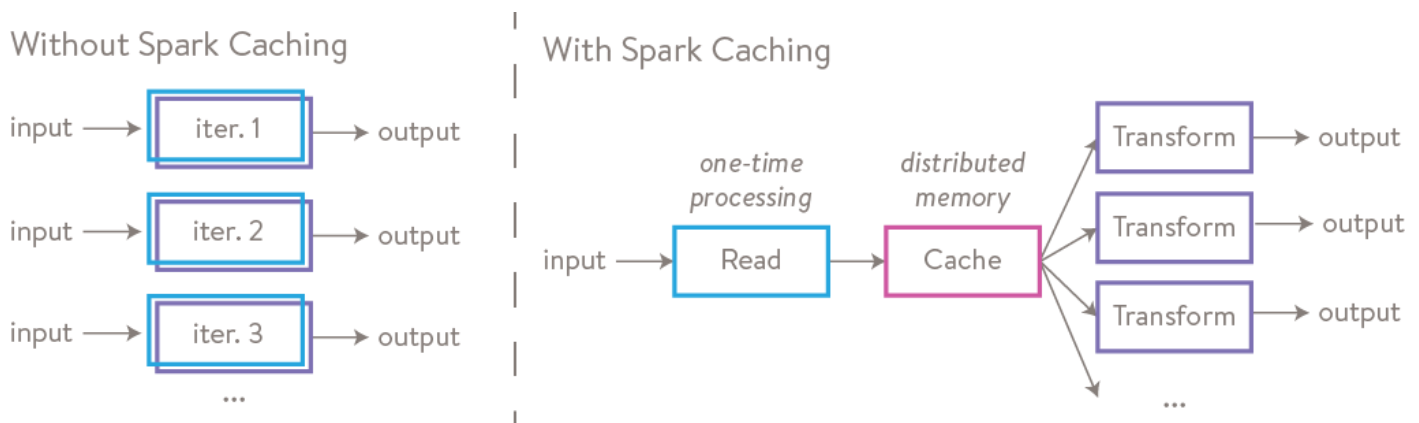 Without Spark Caching
input
iter. 1
output
input
iter. 2
output
input
iter. 3
output
...
With Spark Caching
one-time
processing
distributed
memory
input
Read
Cache
Transform
output
Transform
output
Transform
output
...